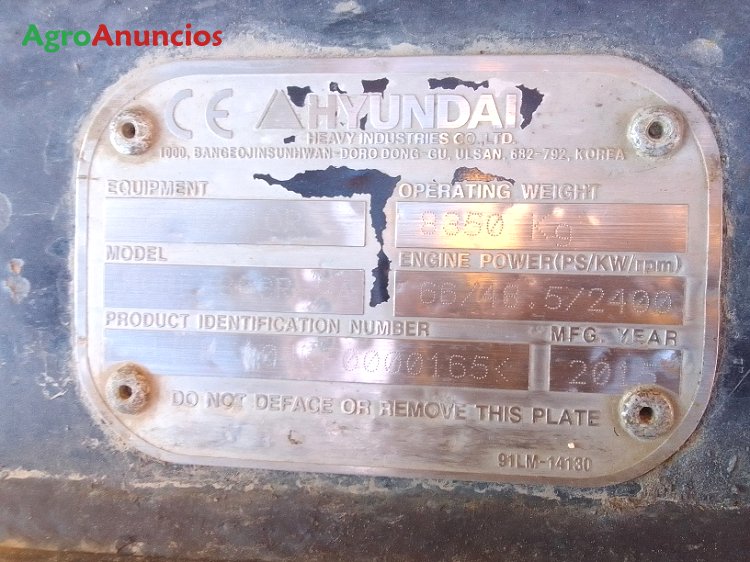 AgroAnuncios
CE HYUNDAI
HEAVY INDUSTRIES CO., LTD.
1000, BANGEOJINSUNHWAN-DORO DONG-GU, ULSAN, 682-792, KOREA
EQUIPMENT
OPERATING WEIGHT
8350 Kg
MODEL
ENGINE POWER(PS/KW/rpm)
66/48.5/2400
PRODUCT IDENTIFICATION NUMBER
MFG. YEAR
0000165<
DO NOT DEFACE OR REMOVE THIS PLATE
91LM-14130